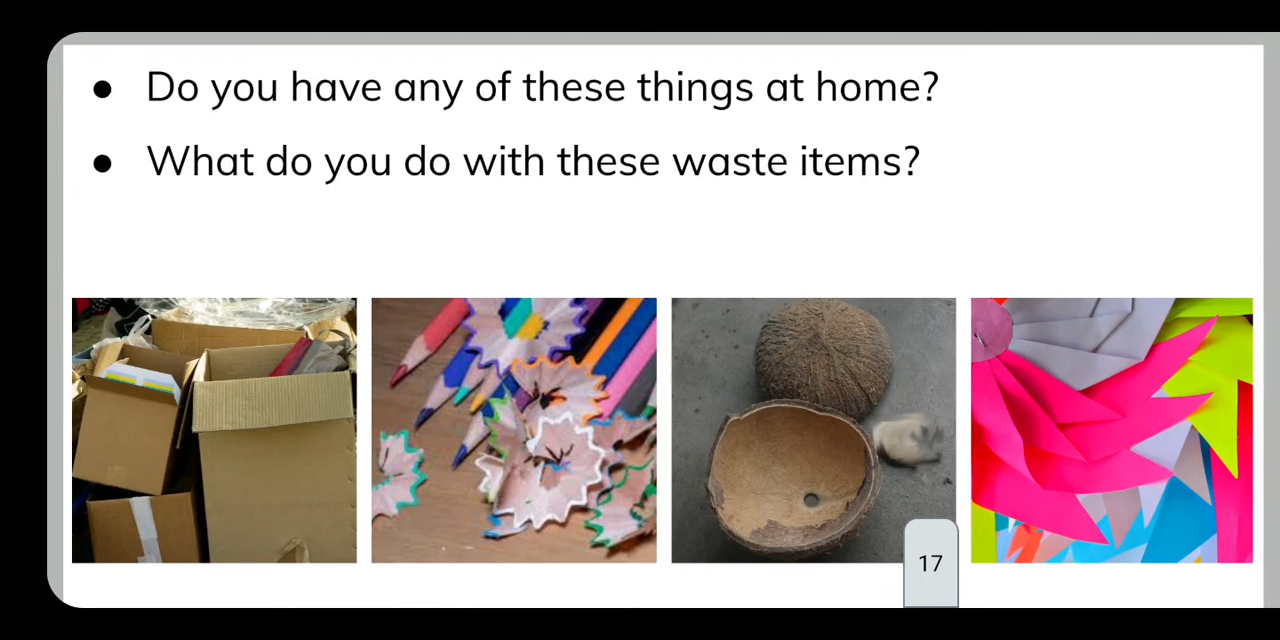 ● Do you have any of these things at home?
● What do you do with these waste items?
17